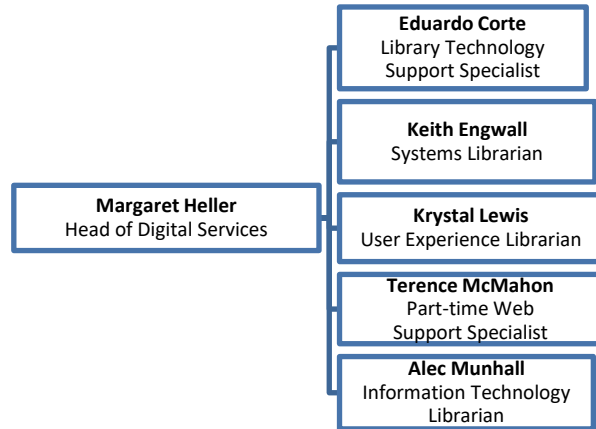 Eduardo Corte
Library Technology
Support Specialist
Keith Engwall
Systems Librarian
Margaret Heller
Head of Digital Services
Krystal Lewis
User Experience Librarian
Terence McMahon
Part-time Web
Support Specialist
Alec Munhall
Information Technology
Librarian